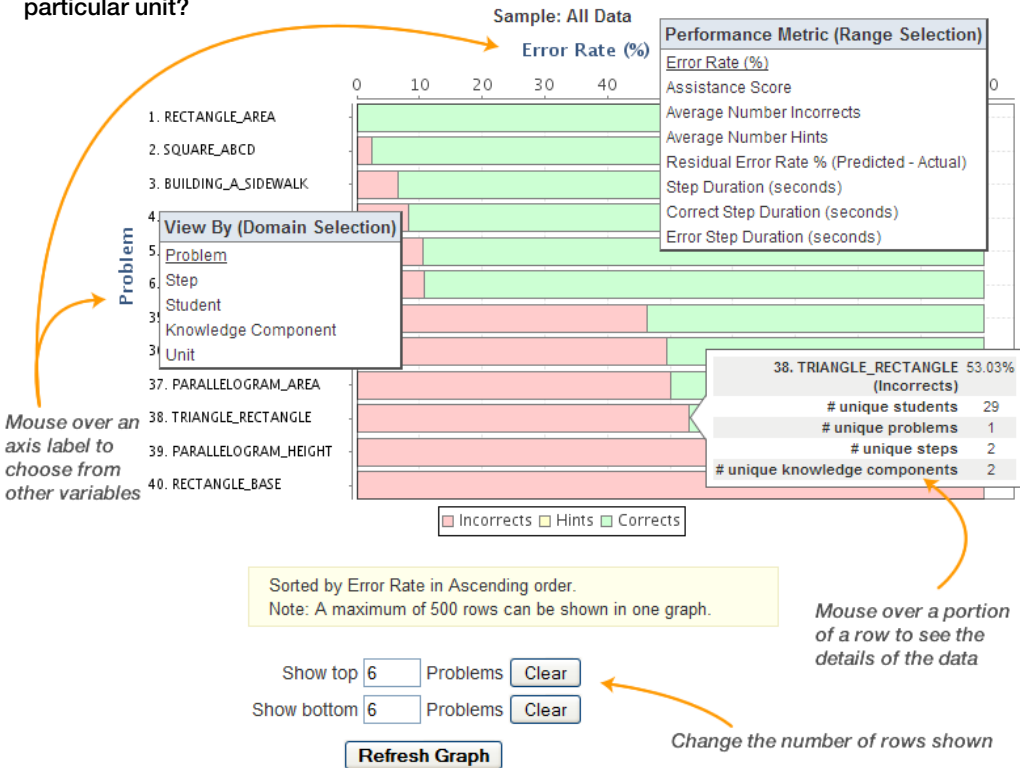 particular unit?
Sample: All Data
Error Rate (%)
0 10 20 30 40
Performance Metric (Range Selection)
Error Rate (%)
Assistance Score
Average Number Incorrects
Average Number Hints
Residual Error Rate % (Predicted - Actual)
Step Duration (seconds)
Correct Step Duration (seconds)
Error Step Duration (seconds)
Problem
1. RECTANGLE_AREA
2. SQUARE_ABCD
3. BUILDING_A_SIDEWALK
4.
5.
6.
View By (Domain Selection)
Problem
Step
Student
Knowledge Component
Unit
37. PARALLELOGRAM_AREA
38. TRIANGLE_RECTANGLE
39. PARALLELOGRAM_HEIGHT
40. RECTANGLE_BASE
38. TRIANGLE_RECTANGLE 53.03%
(Incorrects)
# unique students 29
# unique problems 1
# unique steps 2
# unique knowledge components 2
Mouse over an
axis label to
choose from
other variables
Incorrects Hints Corrects
Sorted by Error Rate in Ascending order.
Note: A maximum of 500 rows can be shown in one graph.
Mouse over a portion
of a row to see the
details of the data
Show top 6 Problems Clear
Show bottom 6 Problems Clear
Refresh Graph
Change the number of rows shown